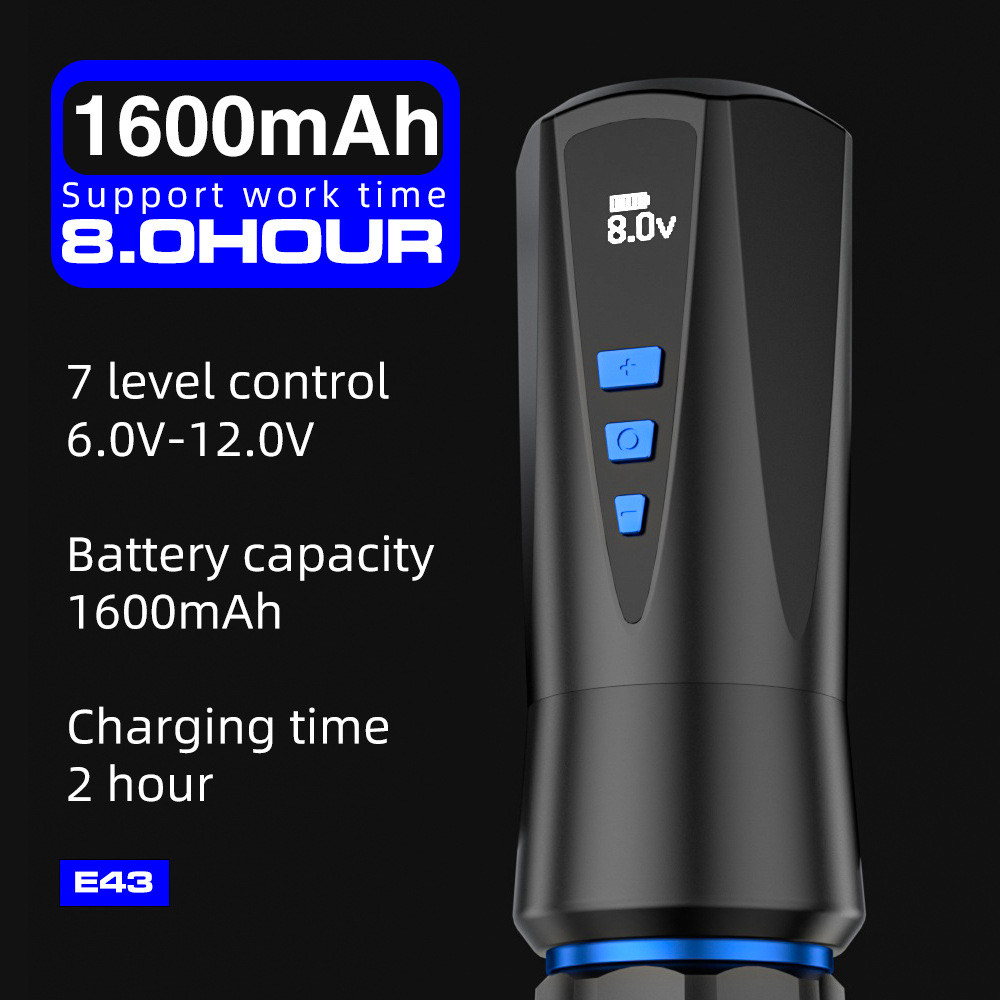 1600mAh
Support work time
8.0HOUR
8.0v
7 level control
6.0V-12.0V
Battery capacity
1600mAh
Charging time
2 hour
E43